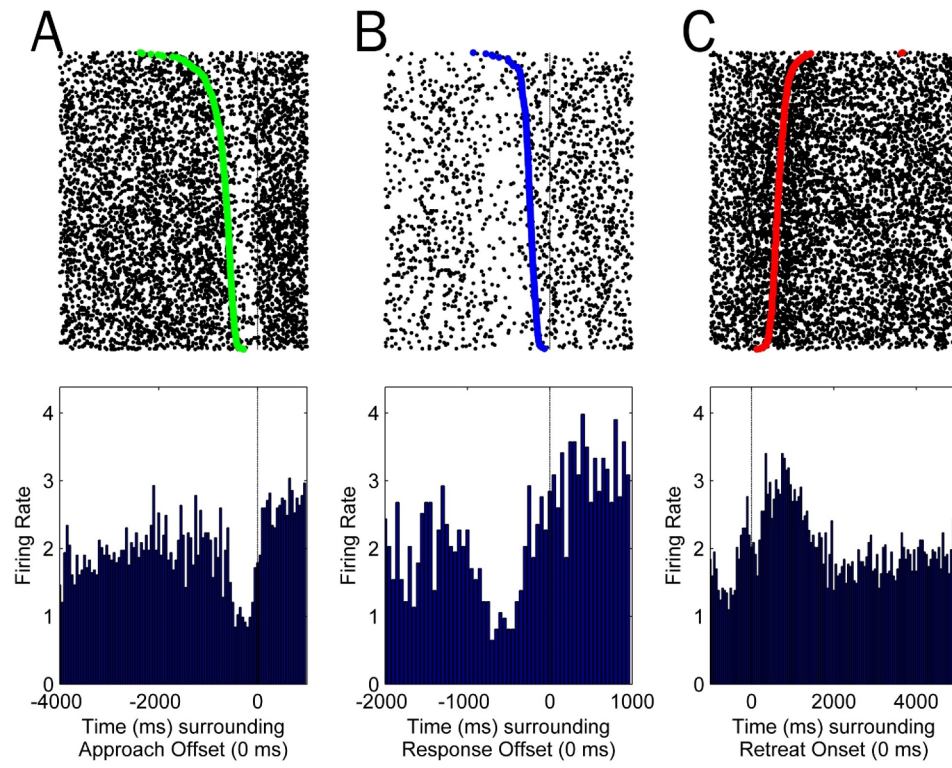 A
B
C
4
3
2
1
0
Firing Rate
-4000 -2000 0
Time (ms) surrounding
Approach Offset (0 ms)
4
3
2
1
0
Firing Rate
-2000 -1000 0 1000
Time (ms) surrounding
Response Offset (0 ms)
4
3
2
1
0
Firing Rate
0 2000 4000
Time (ms) surrounding
Retreat Onset (0 ms)